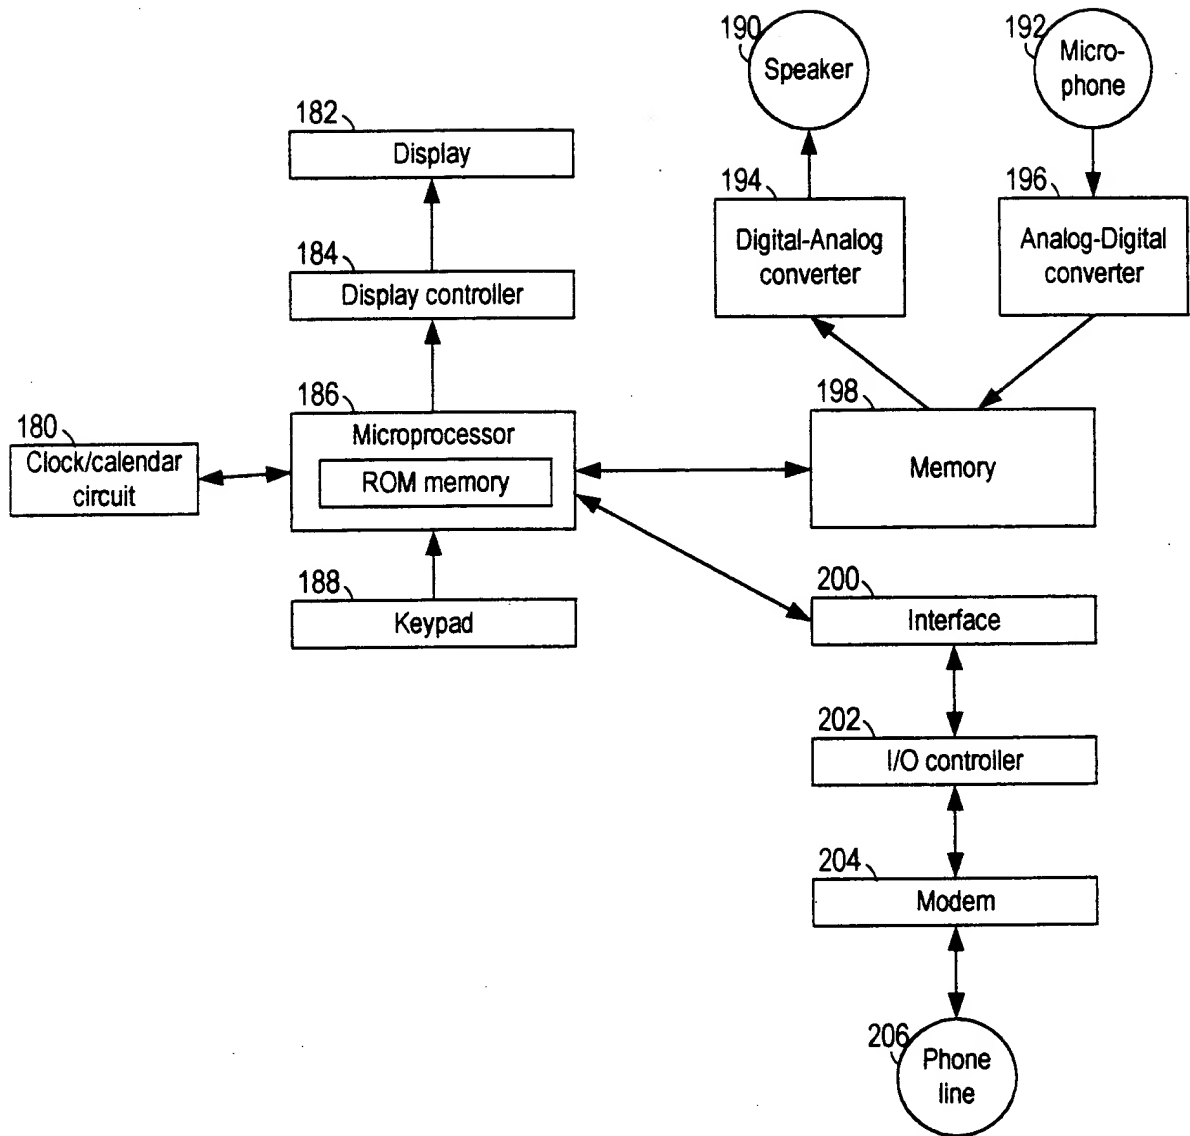 190
Speaker
192
Micro-
phone
182
Display
194
Digital-Analog
converter
196
Analog-Digital
converter
184
Display controller
186
Microprocessor
ROM memory
198
Memory
180
Clock/calendar
circuit
188
Keypad
200
Interface
202
I/O controller
204
Modem
206
Phone
line